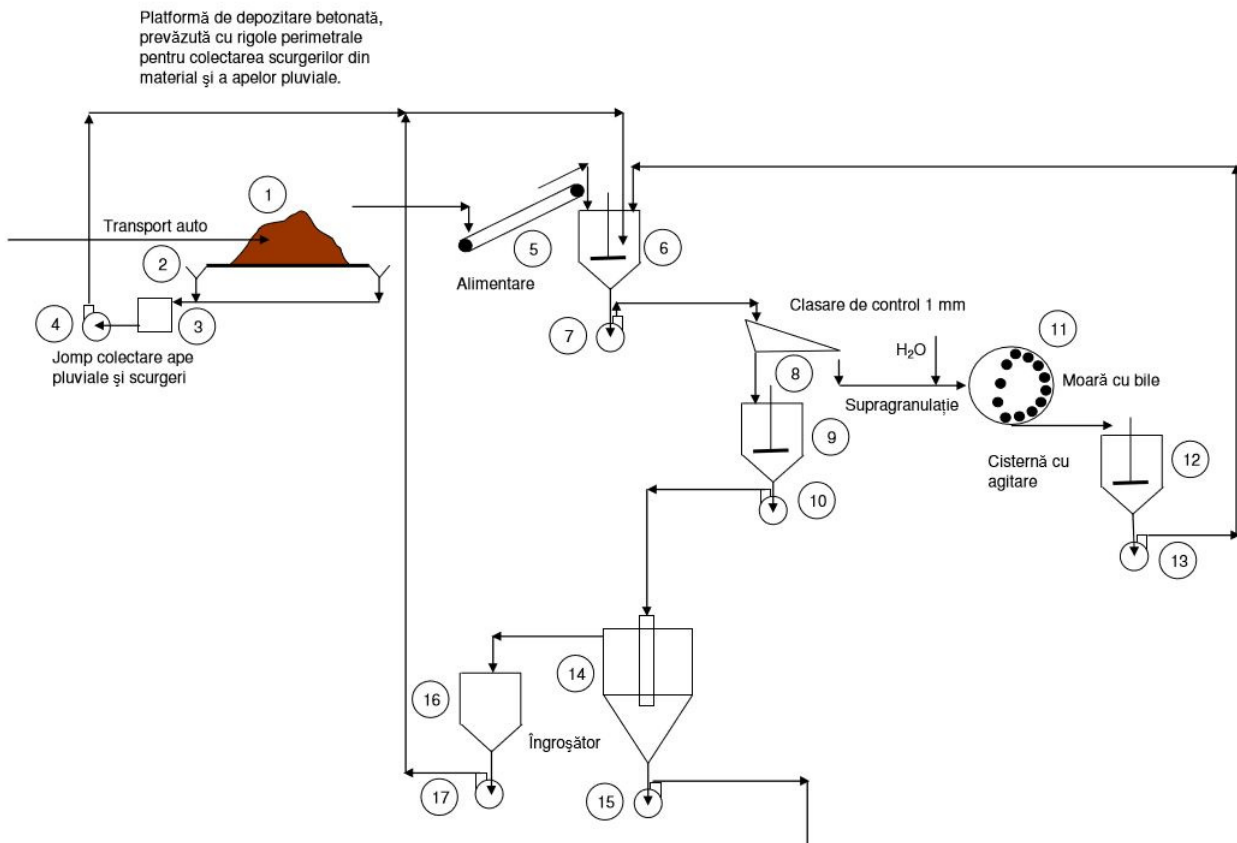 Platformă de depozitare betonată,
prevăzută cu rigole perimetrale
pentru colectarea scurgerilor din
material şi a apelor pluviale.
1
Transport auto
2
3
4
Jomp colectare ape
pluviale şi scurgeri
5
Alimentare
6
7
Clasare de control 1 mm
8
H₂O
Supragranulație
11
Moară cu bile
9
10
Cisternă cu
agitare
12
13
14
16
Îngroşător
17
15